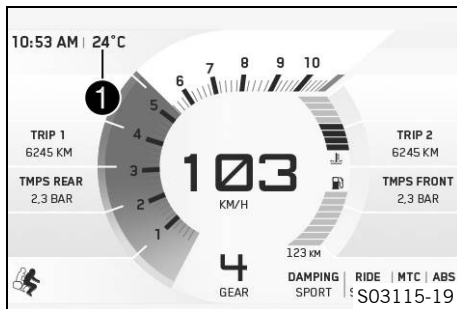 10:53 AM | 24°C
1
1 2 3 4 5 6 7 8 9 10
TRIP 1
6245 KM
TRIP 2
6245 KM
TMPS REAR
2,3 BAR
TMPS FRONT
2,3 BAR
103
KM/H
123 KM
4
GEAR
DAMPING | RIDE | MTC | ABS
SPORT
S03115-19